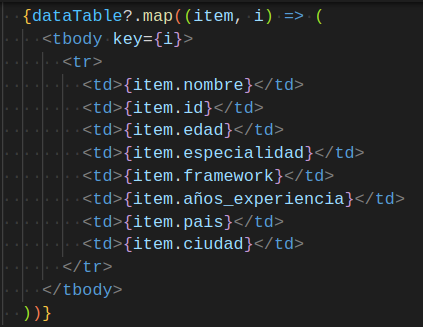 {dataTable?.map((item, i) => (
<tbody key={i}>
<tr>
<td>{item.nombre}</td>
<td>{item.id}</td>
<td>{item.edad}</td>
<td>{item.especialidad}</td>
<td>{item.framework}</td>
<td>{item.años_experiencia}</td>
<td>{item.pais}</td>
<td>{item.ciudad}</td>
</tr>
</tbody>
))}